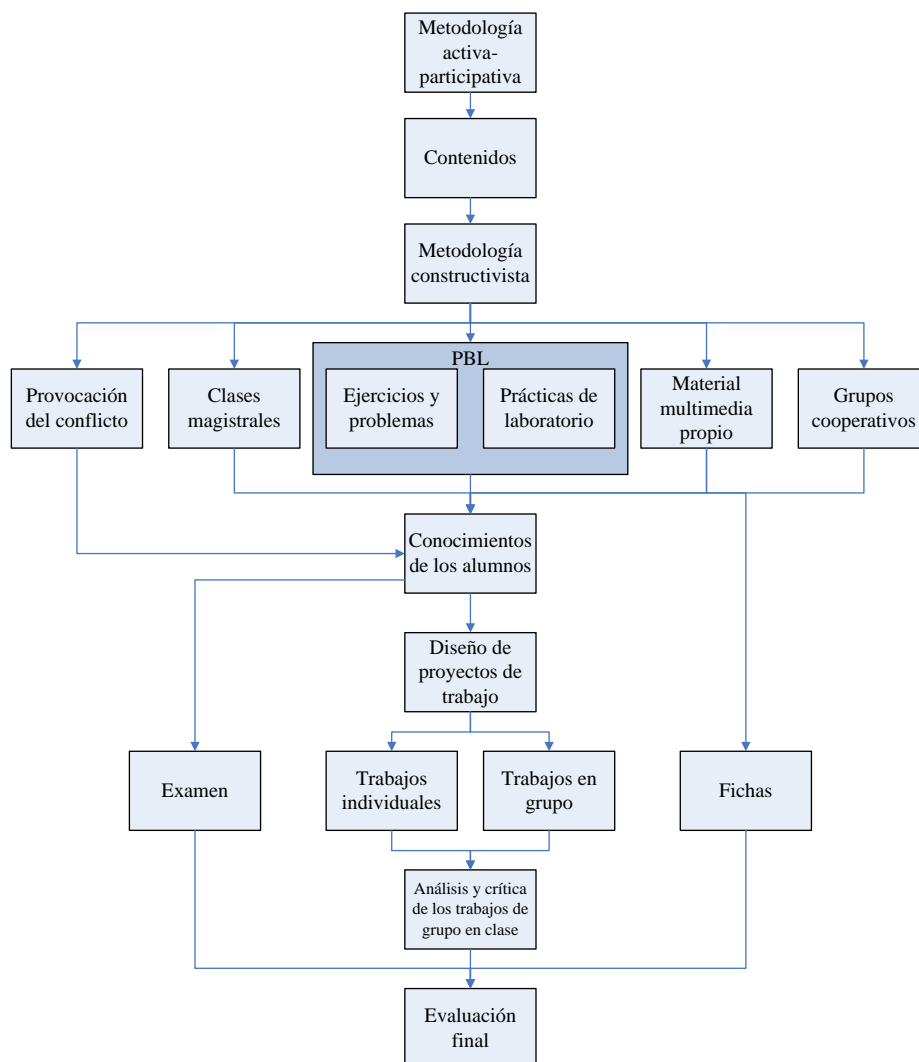 Metodología
activa-
participativa
Contenidos
Metodología
constructivista
Provocación
del conflicto
Clases
magistrales
PBL
Ejercicios y
problemas
Prácticas de
laboratorio
Material
multimedia
propio
Grupos
cooperativos
Conocimientos
de los alumnos
Diseño de
proyectos de
trabajo
Examen
Trabajos
individuales
Trabajos en
grupo
Fichas
Análisis y crítica
de los trabajos de
grupo en clase
Evaluación
final